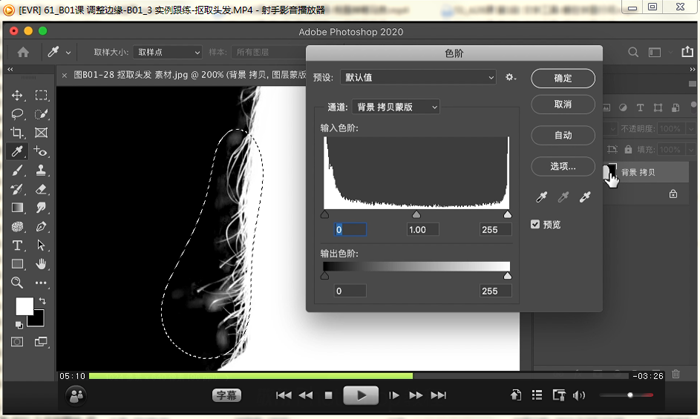 [EVR] 61_B01课 调整边缘-B01_3 实例跟练-抠取头发.MP4 - 射手影音播放器
Adobe Photoshop 2020
取样大小: 取样点 样本: 所有图层
图B01-28 抠取头发 素材.jpg @ 200% (背景 拷贝, 图层蒙版
色阶
预设: 默认值
确定
通道: 背景 拷贝蒙版
取消
输入色阶:
自动
选项...
0 1.00 255
预览
输出色阶:
0 255
不透明度: 100%
填充: 100%
背景 拷贝
05:10 -03:26
字幕